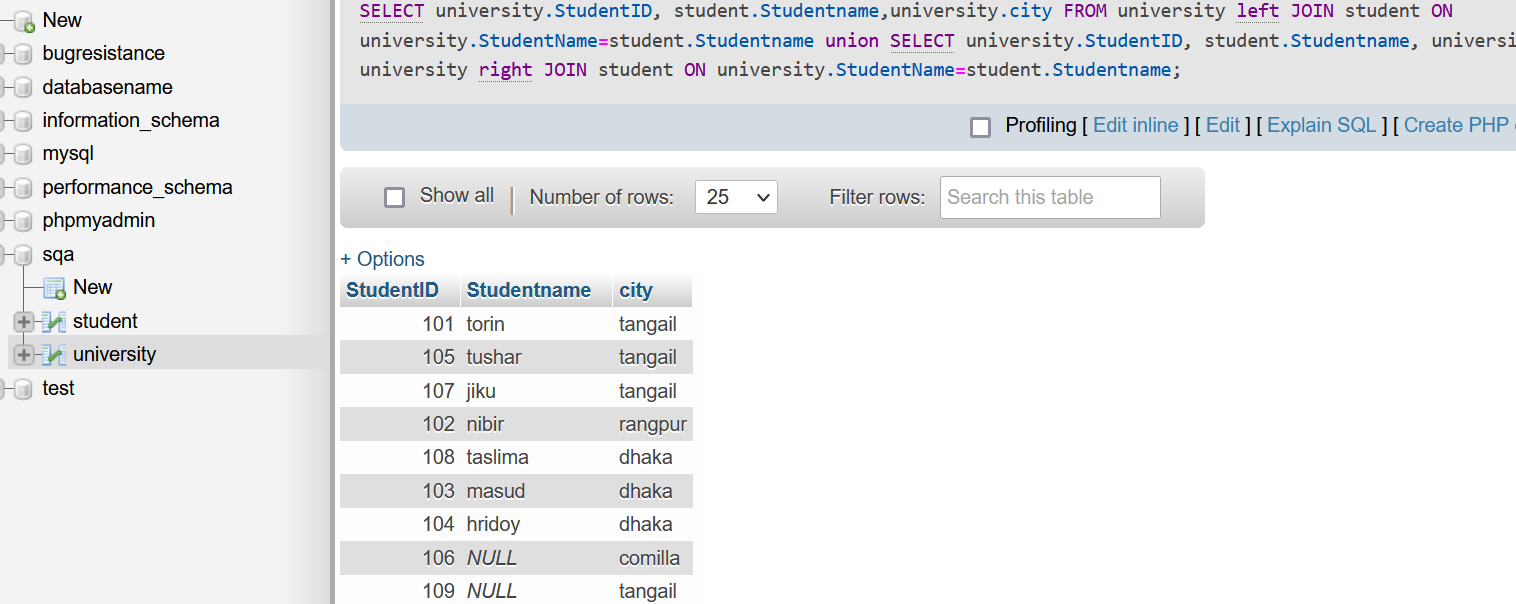 New
bugresistance
databasename
information_schema
mysql
performance_schema
phpmyadmin
sqa
New
student
university
test
SELECT university.StudentID, student.Studentname,university.city FROM university left JOIN student ON
university.StudentName=student.Studentname union SELECT university.StudentID, student.Studentname, universi
university right JOIN student ON university.StudentName=student.Studentname;
Profiling [ Edit inline ] [ Edit ] [ Explain SQL ] [ Create PHP
Show all | Number of rows: 25 Filter rows: Search this table
+ Options
StudentID Studentname city
101 torin tangail
105 tushar tangail
107 jiku tangail
102 nibir rangpur
108 taslima dhaka
103 masud dhaka
104 hridoy dhaka
106 NULL comilla
109 NULL tangail